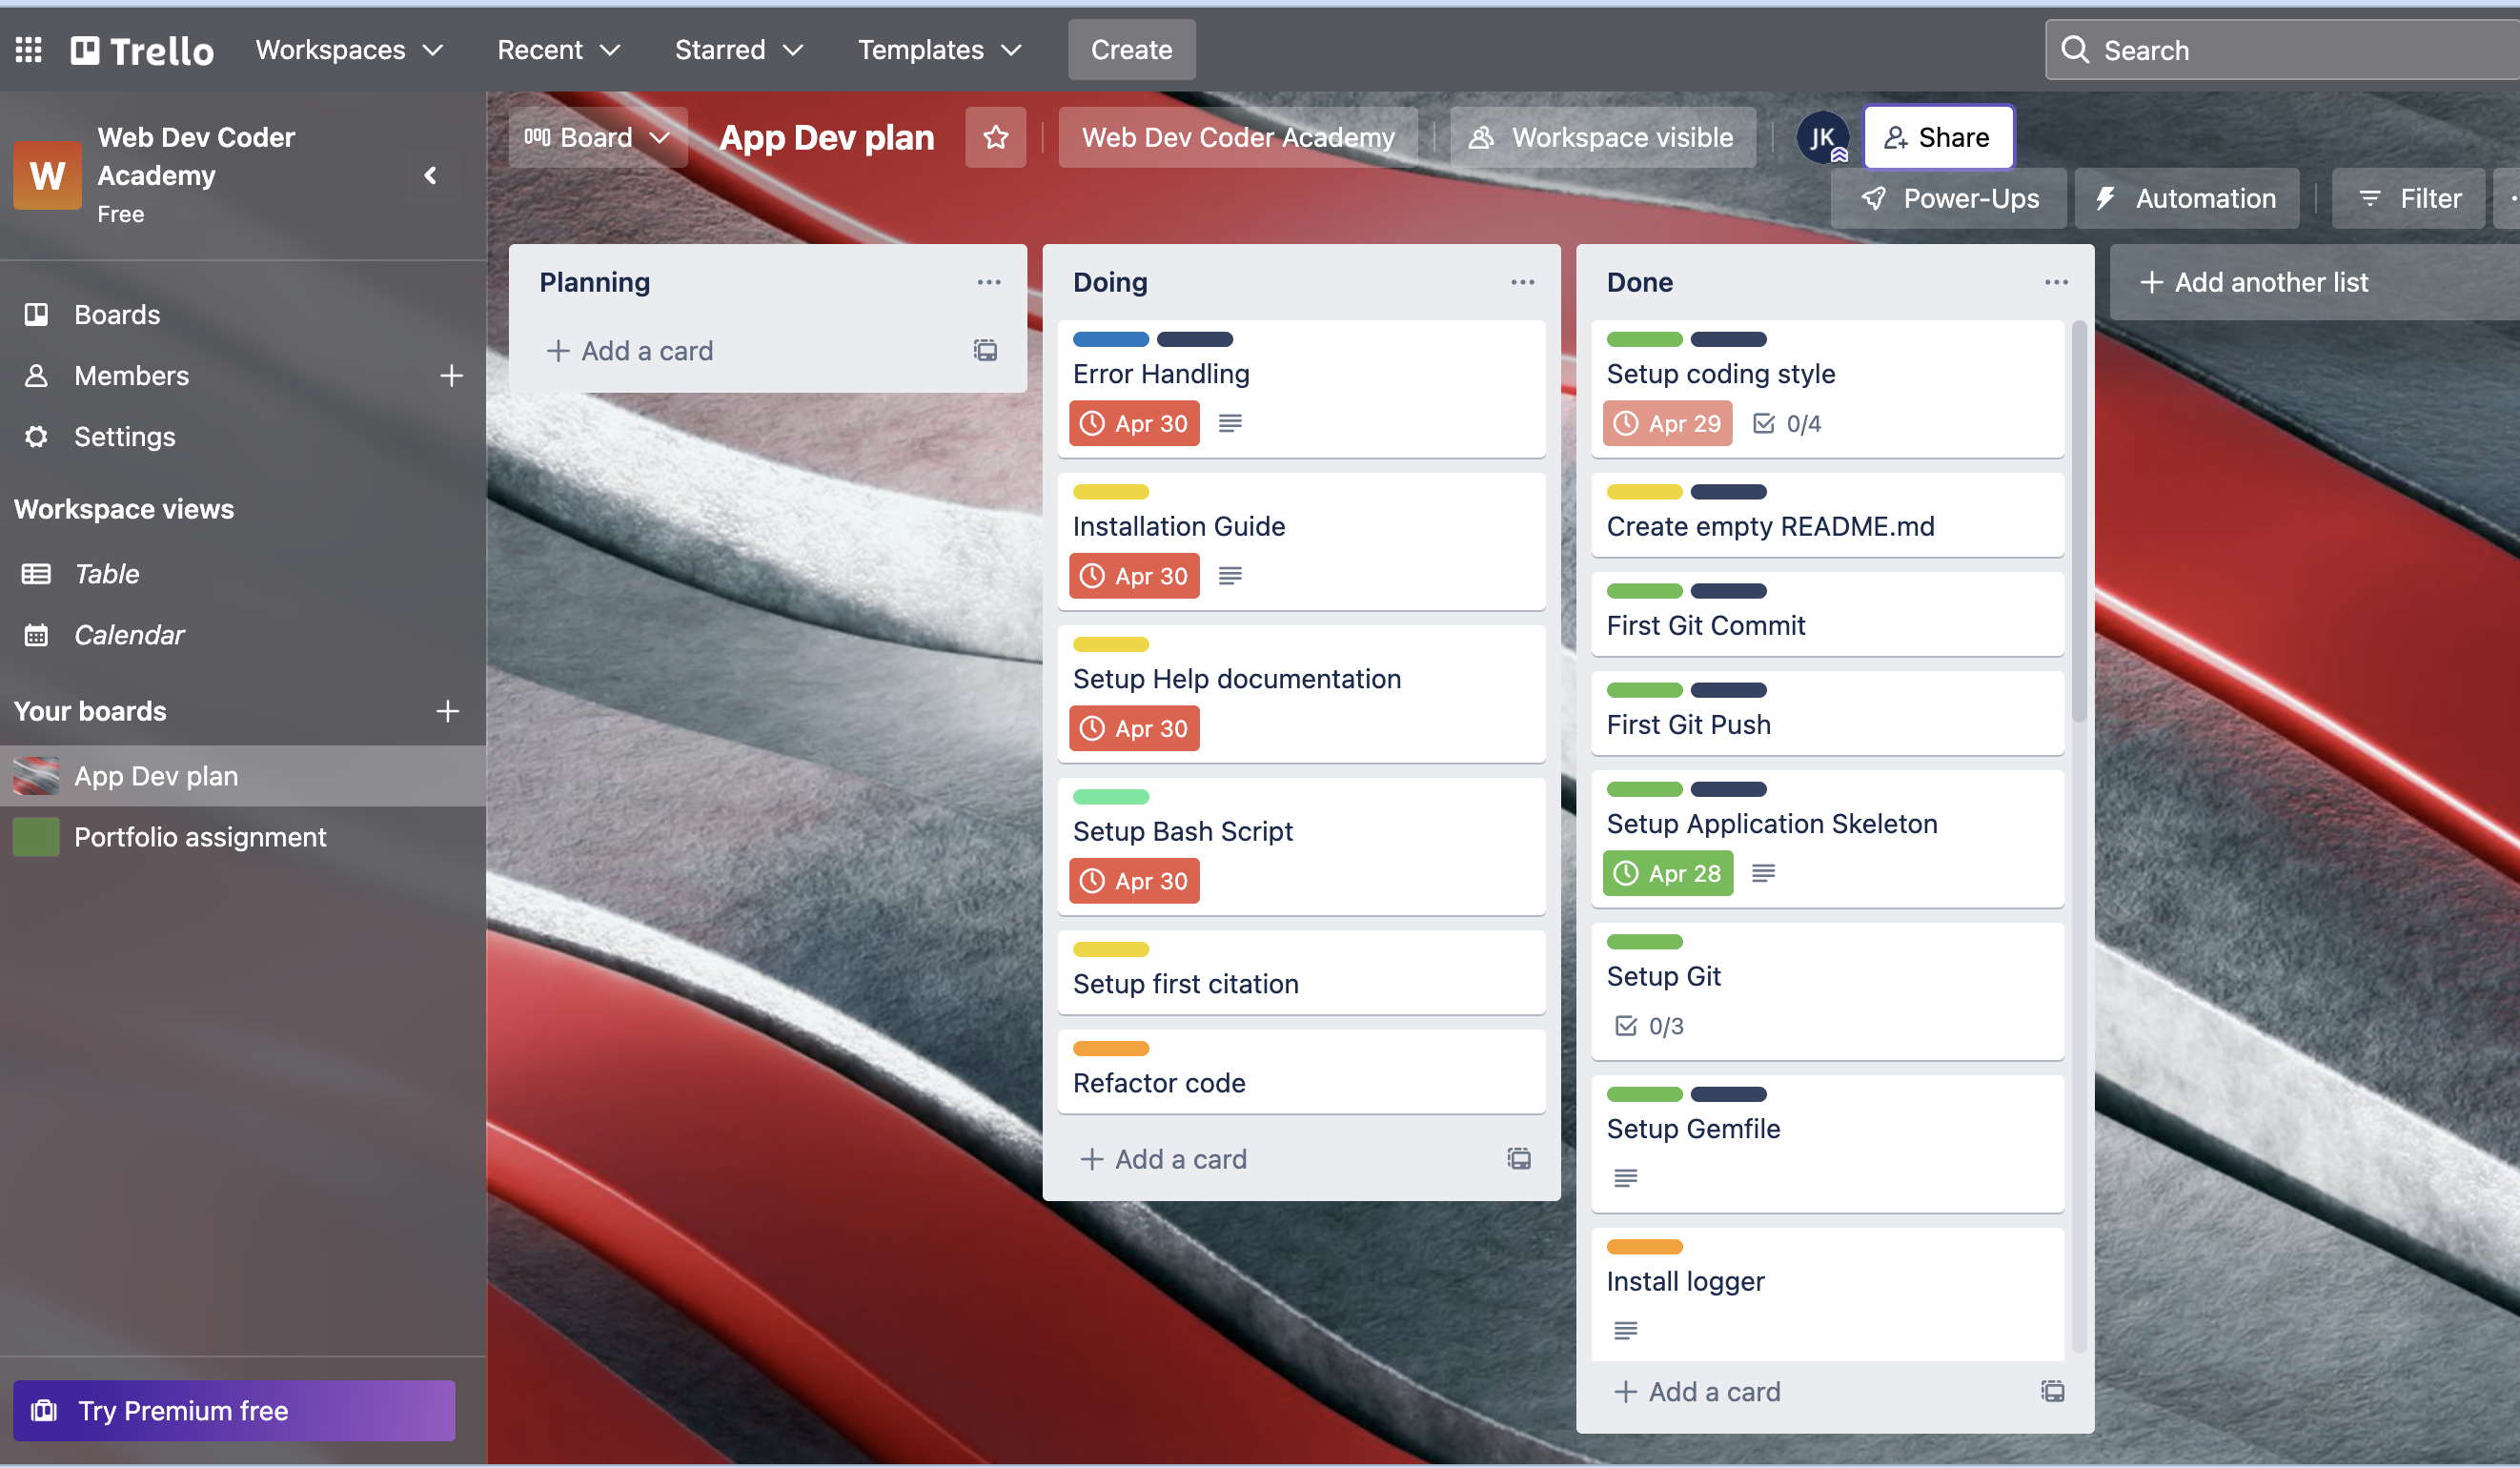 Trello
Workspaces
Recent
Starred
Templates
Create
Search
W
Web Dev Coder
Academy
Free
Boards
Members
Settings
Workspace views
Table
Calendar
Your boards
App Dev plan
Portfolio assignment
Try Premium free
Board
App Dev plan
Web Dev Coder Academy
Workspace visible
JK
Share
Power-Ups
Automation
Filter
Planning
Add a card
Doing
Error Handling
Apr 30
Installation Guide
Apr 30
Setup Help documentation
Apr 30
Setup Bash Script
Apr 30
Setup first citation
Refactor code
Add a card
Done
Setup coding style
Apr 29 0/4
Create empty README.md
First Git Commit
First Git Push
Setup Application Skeleton
Apr 28
Setup Git
0/3
Setup Gemfile
Install logger
Add a card
Add another list